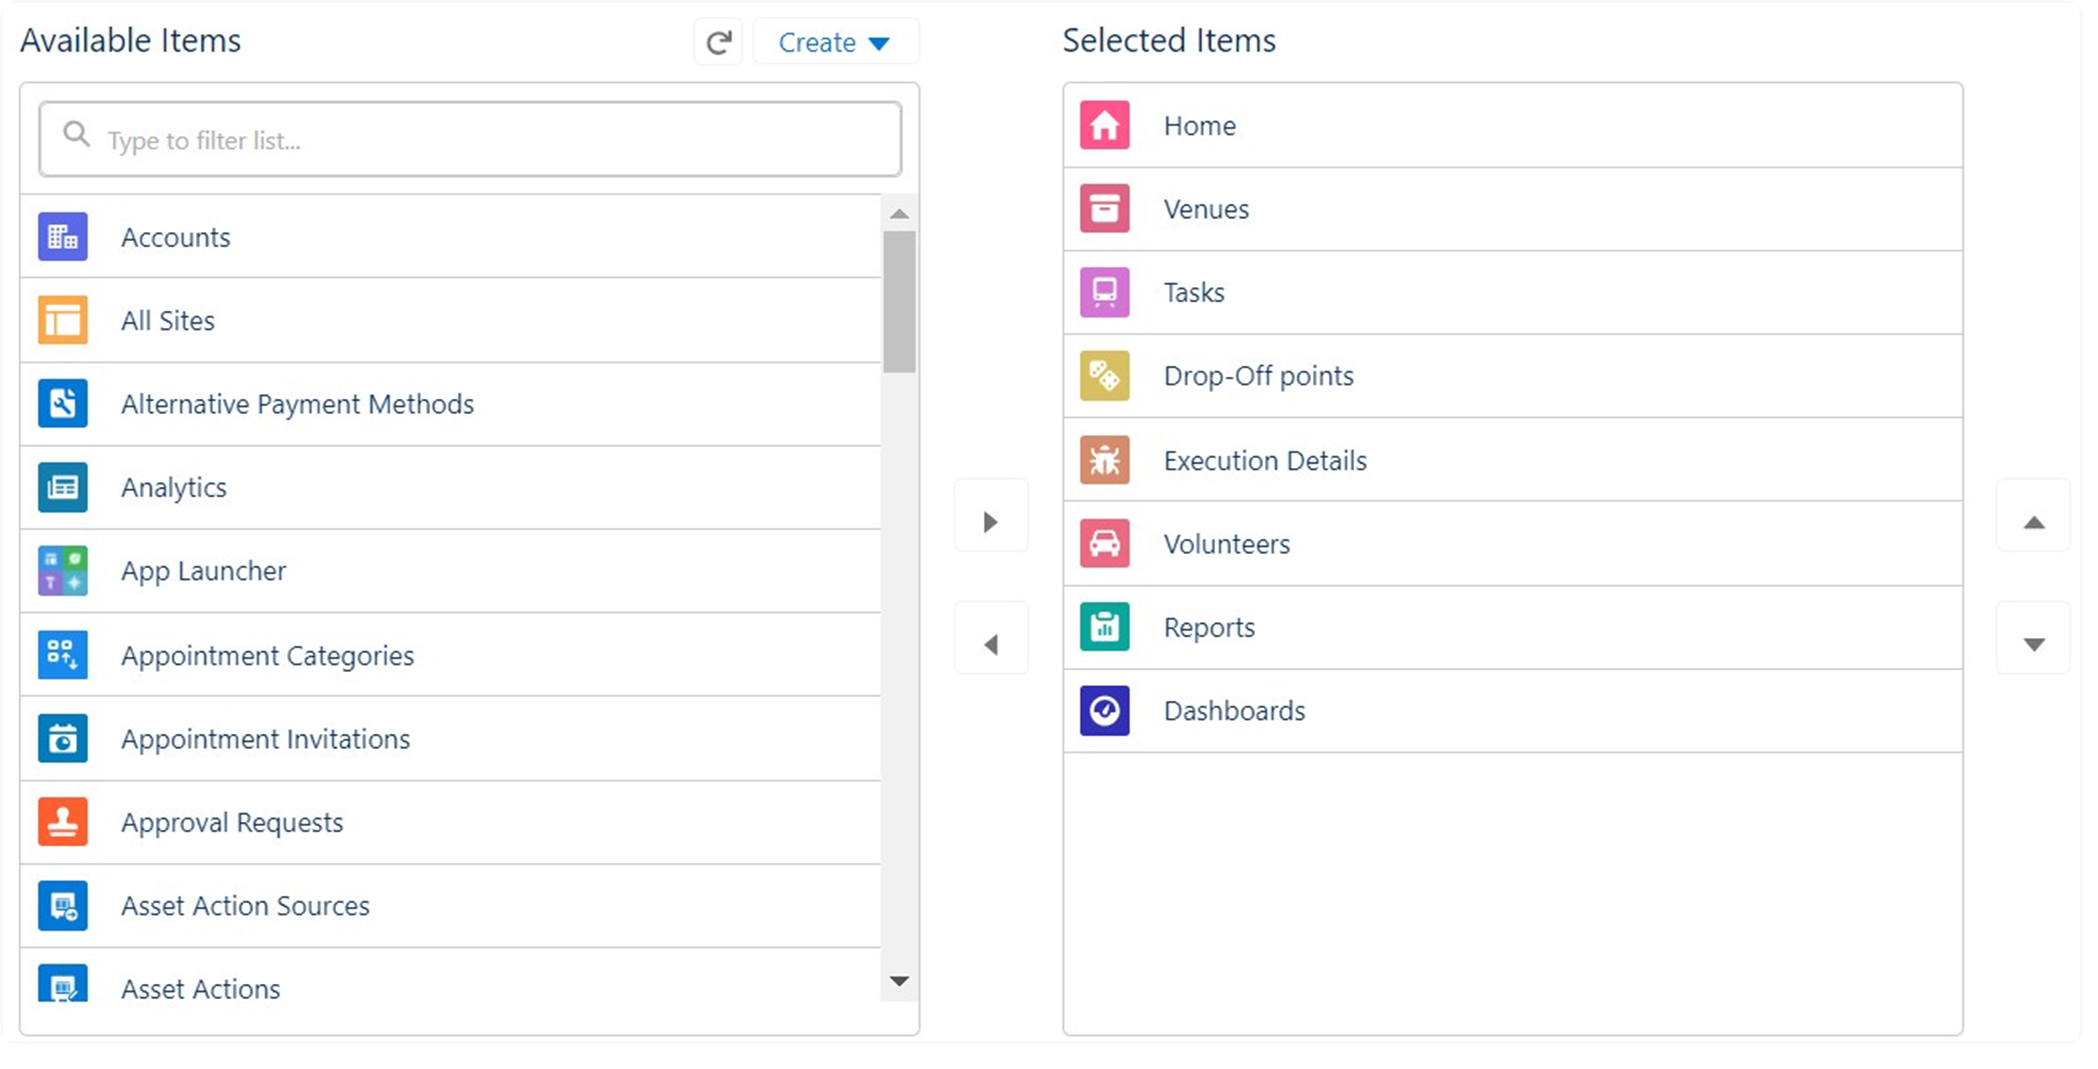 Available Items
Create
Type to filter list...
Accounts
All Sites
Alternative Payment Methods
Analytics
App Launcher
Appointment Categories
Appointment Invitations
Approval Requests
Asset Action Sources
Asset Actions
Selected Items
Home
Venues
Tasks
Drop-Off points
Execution Details
Volunteers
Reports
Dashboards